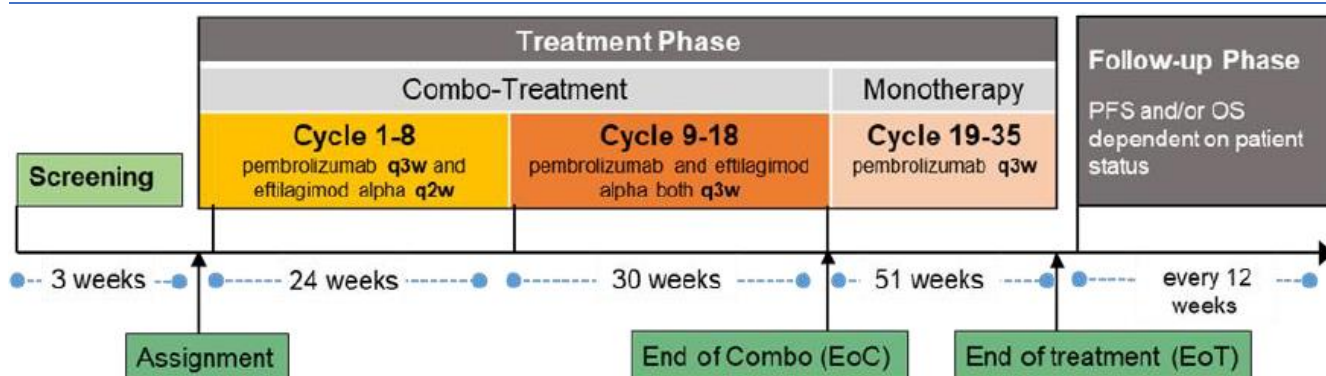 Treatment Phase
Combo-Treatment
Monotherapy
Follow-up Phase
PFS and/or OS
dependent on patient
status
Screening
Cycle 1-8
pembrolizumab q3w and
eftilagimod alpha q2w
Cycle 9-18
pembrolizumab and eftilagimod
alpha both q3w
Cycle 19-35
pembrolizumab q3w
3 weeks
24 weeks
30 weeks
51 weeks
every 12
weeks
Assignment
End of Combo (EoC)
End of treatment (EoT)